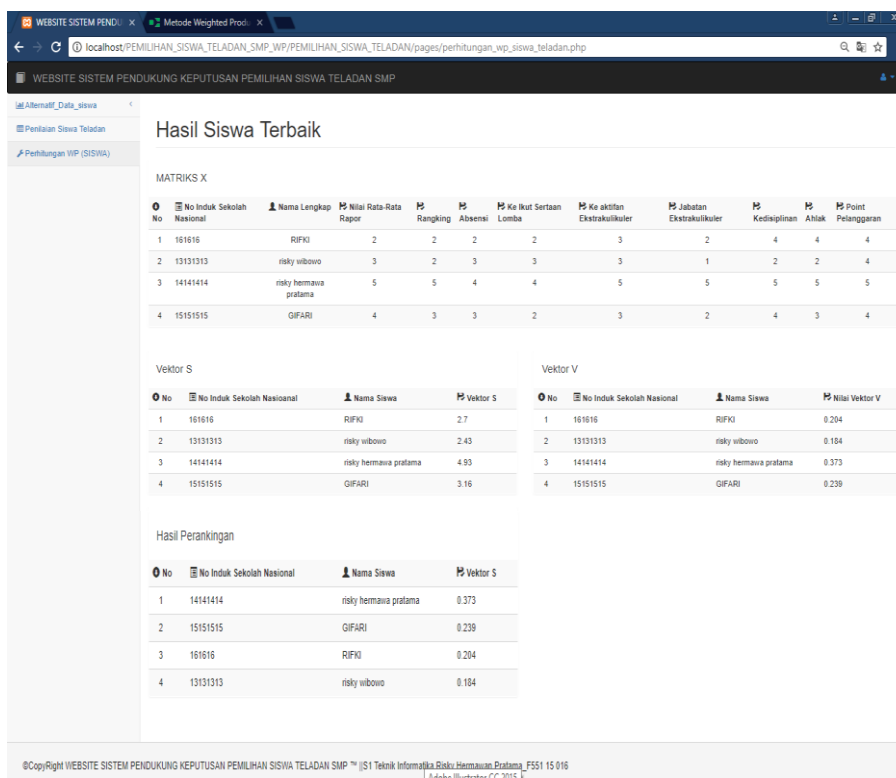 WEBSITE SISTEM PENDU
Metode Weighted Produ
localhost/PEMILIHAN_SISWA_TELADAN_SMP_WP/PEMILIHAN_SISWA_TELADAN/pages/perhitungan_wp_siswa_teladan.php
WEBSITE SISTEM PENDUKUNG KEPUTUSAN PEMILIHAN SISWA TELADAN SMP
Alternatif_Data_siswa
Penilaian Siswa Teladan
Perhitungan WP (SISWA)
Hasil Siswa Terbaik
MATRIKS X
No No Induk Sekolah Nasional Nama Lengkap Nilai Rata-Rata Rapor Rangking Absensi Ke Ikut Sertaan Lomba Ke aktifan Ekstrakulikuler Jabatan Ekstrakulikuler Kedisiplinan Ahlak Point Pelanggaran
1 161616 RIFKI 2 2 2 2 3 2 4 4 4
2 13131313 risky wibowo 3 2 3 3 3 1 2 2 4
3 14141414 risky hermawa pratama 5 5 4 4 5 5 5 5 5
4 15151515 GIFARI 4 3 3 2 3 2 4 3 4
Vektor S
No No Induk Sekolah Nasioanal Nama Siswa Vektor S
1 161616 RIFKI 2.7
2 13131313 risky wibowo 2.43
3 14141414 risky hermawa pratama 4.93
4 15151515 GIFARI 3.16
Vektor V
No No Induk Sekolah Nasional Nama Siswa Nilai Vektor V
1 161616 RIFKI 0.204
2 13131313 risky wibowo 0.184
3 14141414 risky hermawa pratama 0.373
4 15151515 GIFARI 0.239
Hasil Perankingan
No No Induk Sekolah Nasional Nama Siswa Vektor S
1 14141414 risky hermawa pratama 0.373
2 15151515 GIFARI 0.239
3 161616 RIFKI 0.204
4 13131313 risky wibowo 0.184
©CopyRight WEBSITE SISTEM PENDUKUNG KEPUTUSAN PEMILIHAN SISWA TELADAN SMP ™ ||S1 Teknik Informatika Risky Hermawan Pratama_F551 15 016
Adobe Illustrator CC 2015